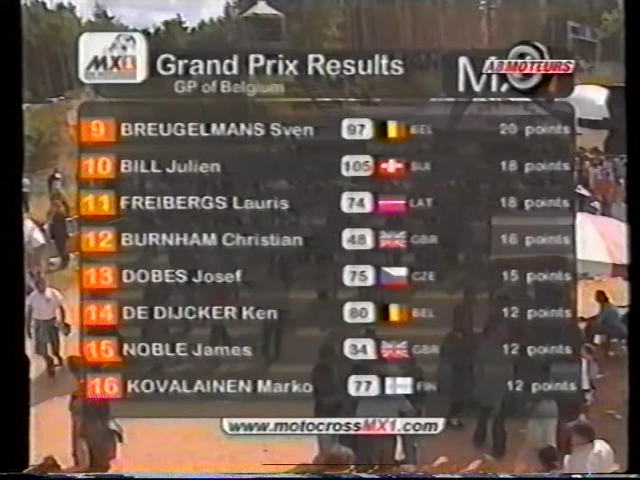 MX1
Grand Prix Results
GP of Belgium
MX
AB MOTEURS
9 BREUGELMANS Sven 97 BEL 20 points
10 BILL Julien 105 SUI 18 points
11 FREIBERGS Lauris 74 LAT 18 points
12 BURNHAM Christian 48 GBR 16 points
13 DOBES Josef 75 CZE 15 points
14 DE DIJCKER Ken 80 BEL 12 points
15 NOBLE James 34 GBR 12 points
16 KOVALAINEN Marko 77 FIN 12 points
www.motocrossMX1.com